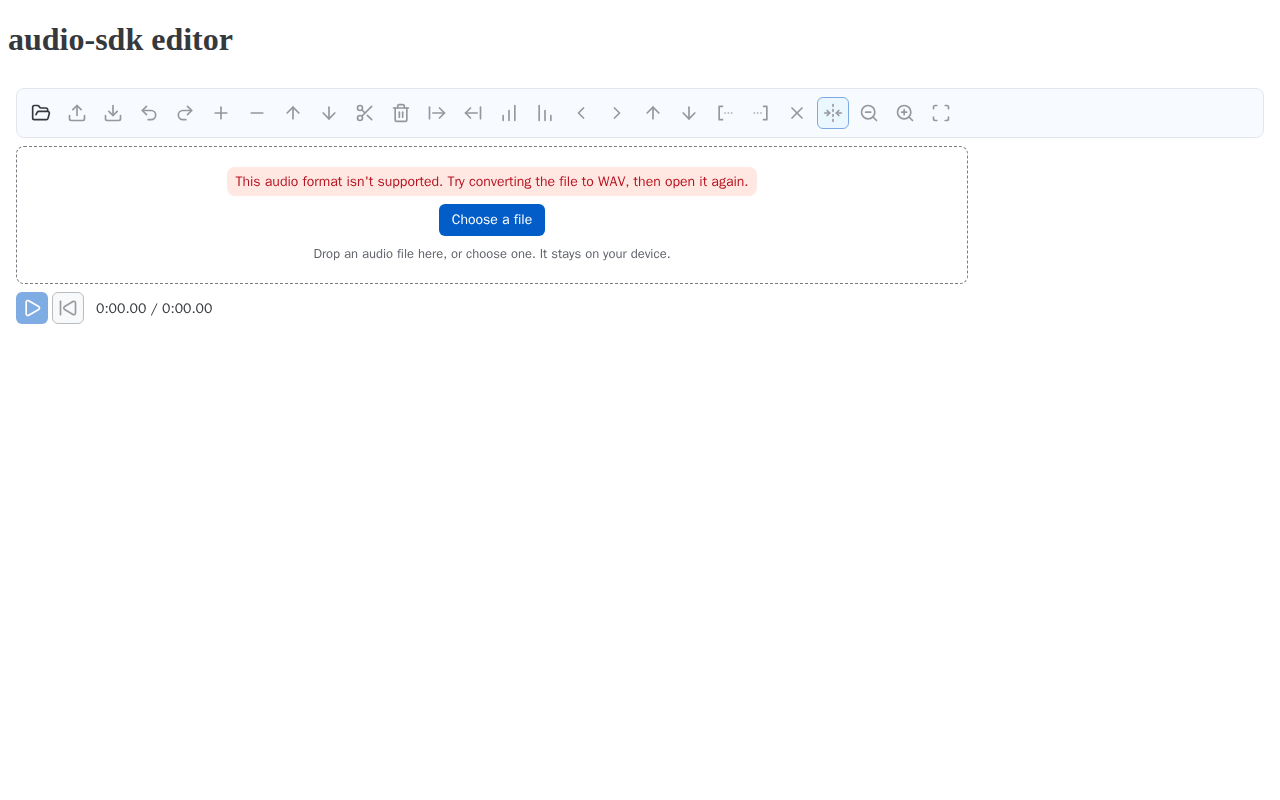 audio-sdk editor
This audio format isn't supported. Try converting the file to WAV, then open it again.
Choose a file
Drop an audio file here, or choose one. It stays on your device.
0:00.00 / 0:00.00